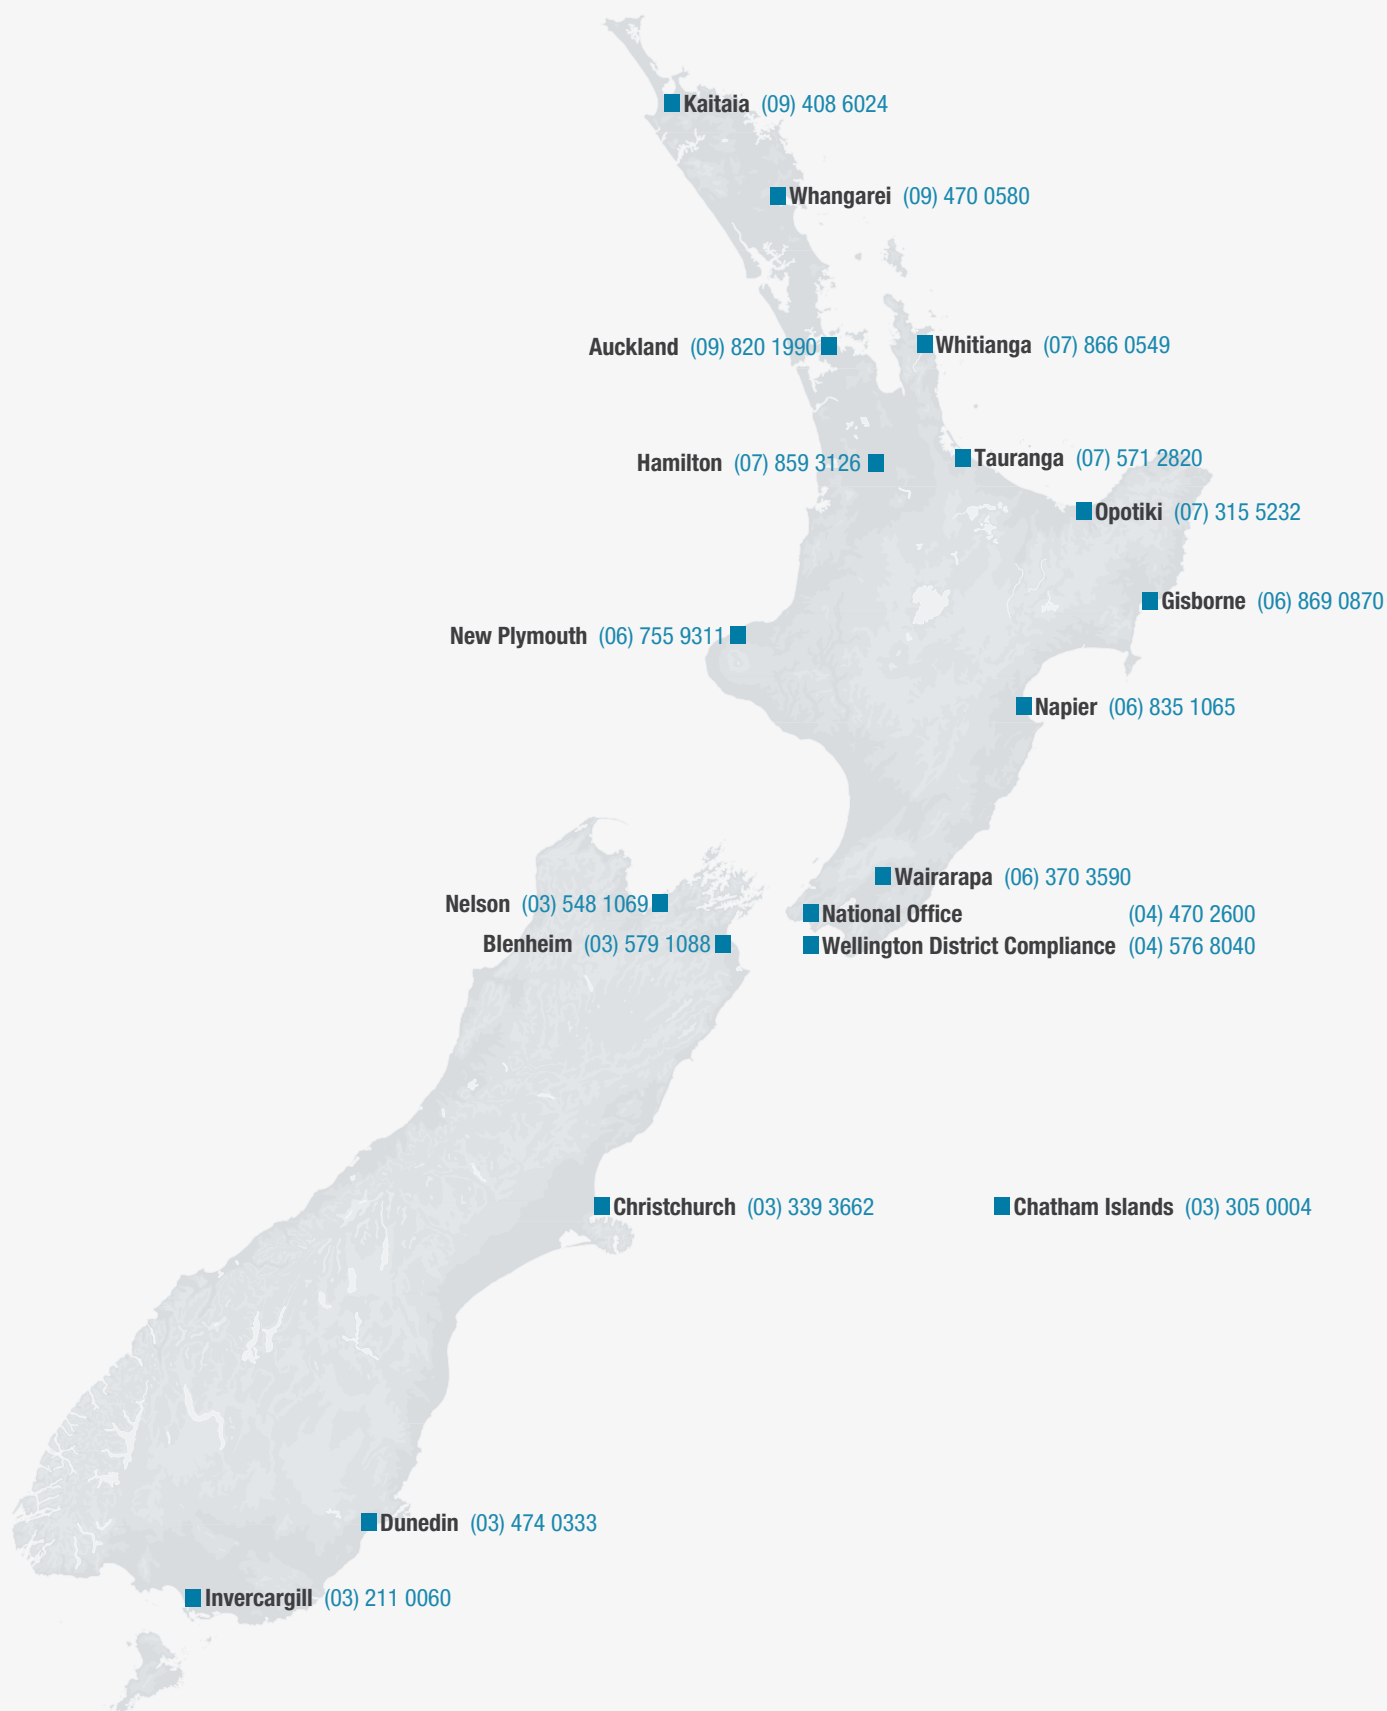 Kaitaia (09) 408 6024
Whangarei (09) 470 0580
Auckland (09) 820 1990
Whitianga (07) 866 0549
Hamilton (07) 859 3126
Tauranga (07) 571 2820
Opotiki (07) 315 5232
Gisborne (06) 869 0870
New Plymouth (06) 755 9311
Napier (06) 835 1065
Wairarapa (06) 370 3590
Nelson (03) 548 1069
National Office (04) 470 2600
Blenheim (03) 579 1088
Wellington District Compliance (04) 576 8040
Christchurch (03) 339 3662
Chatham Islands (03) 305 0004
Dunedin (03) 474 0333
Invercargill (03) 211 0060